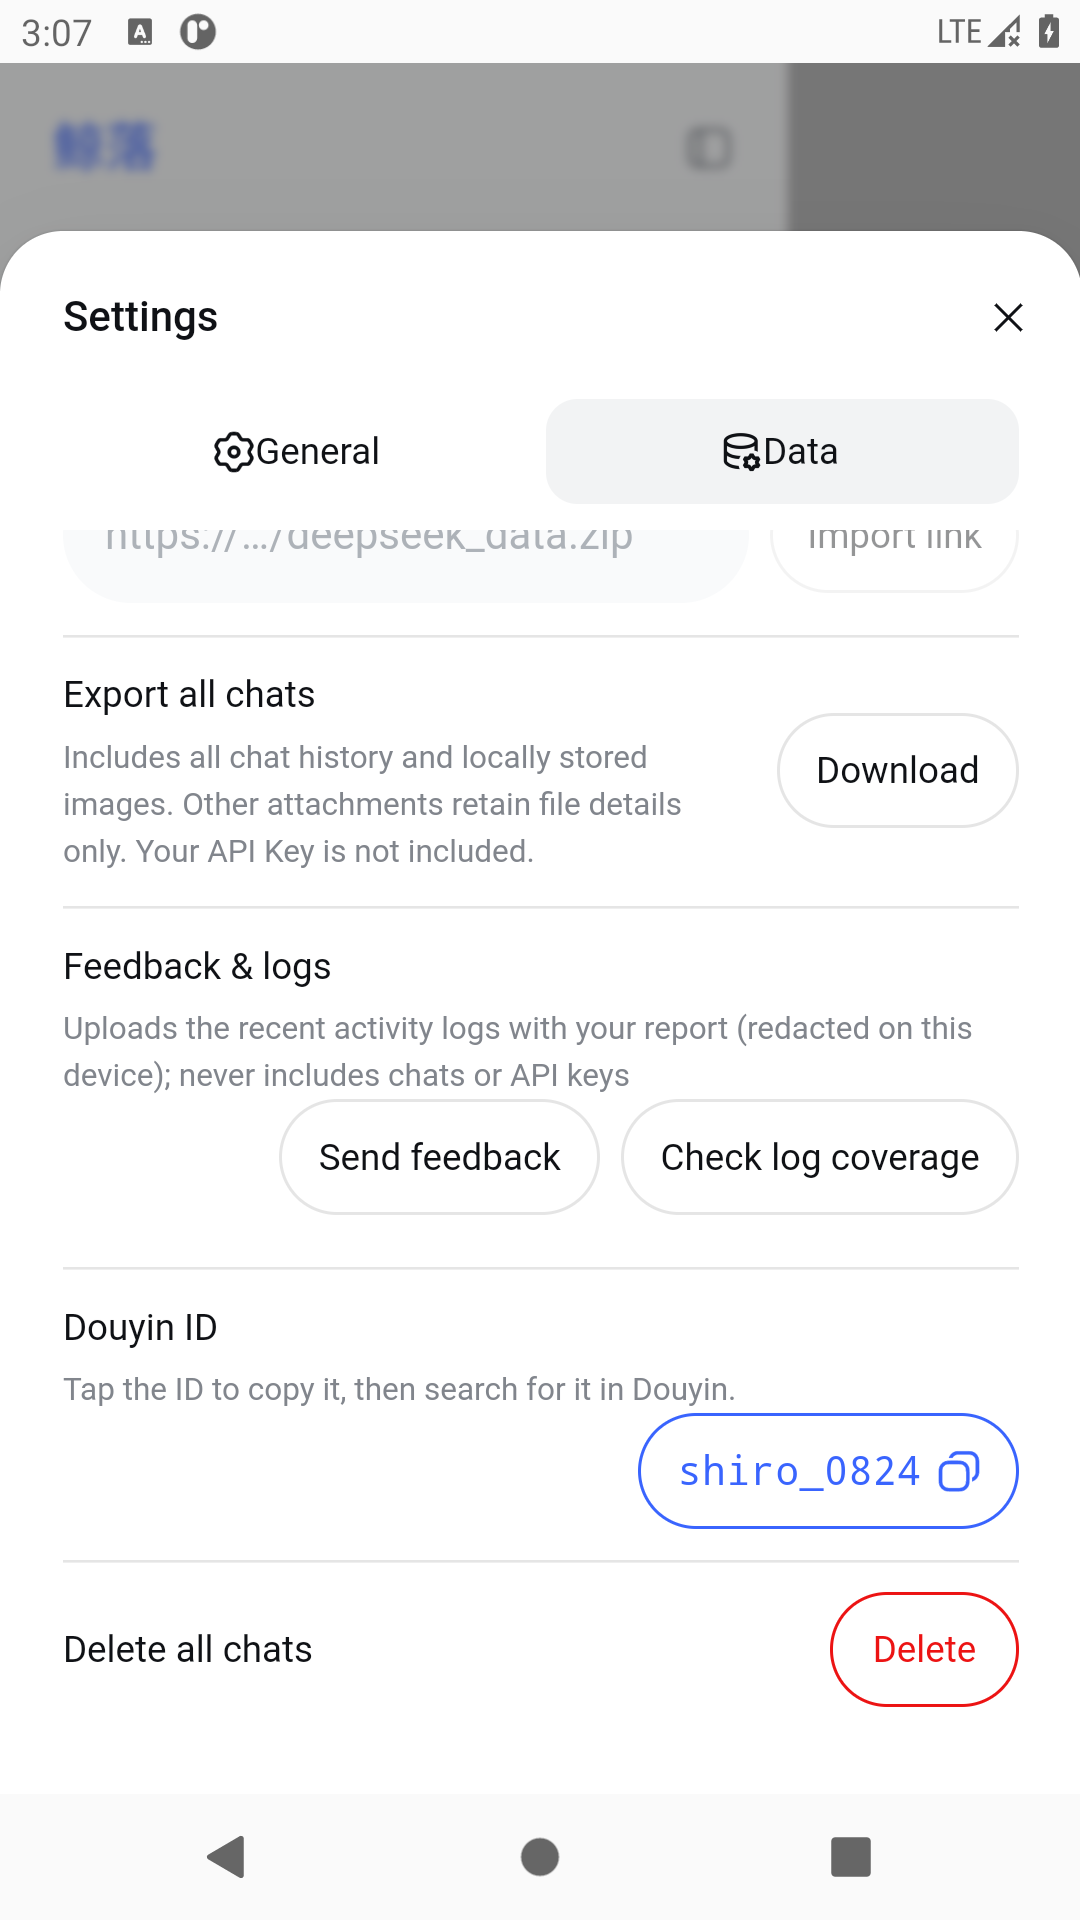 3:07
LTE
鲸落
Settings
General
Data
https://.../deepseek_data.zip
Import link
Export all chats
Includes all chat history and locally stored
images. Other attachments retain file details
only. Your API Key is not included.
Download
Feedback & logs
Uploads the recent activity logs with your report (redacted on this
device); never includes chats or API keys
Send feedback
Check log coverage
Douyin ID
Tap the ID to copy it, then search for it in Douyin.
shiro_0824
Delete all chats
Delete